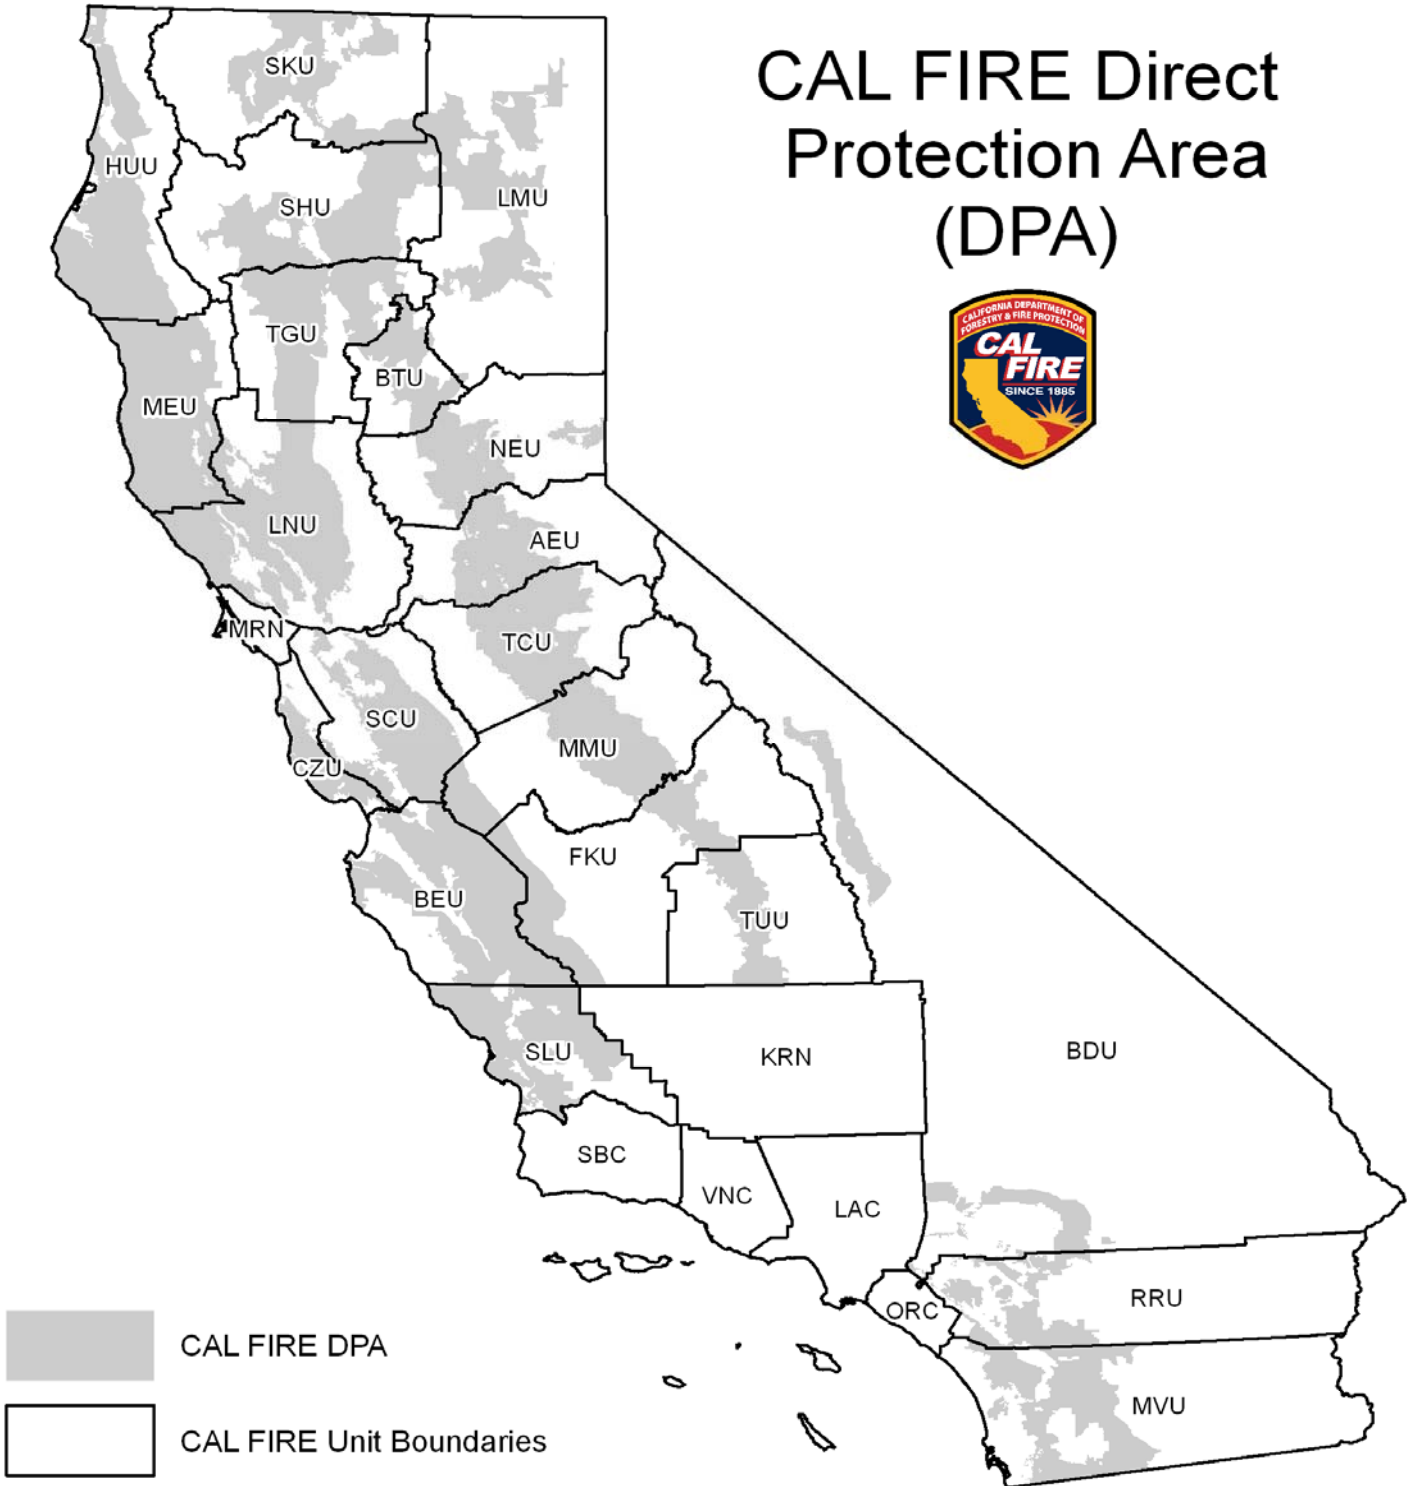 CAL FIRE Direct
Protection Area
(DPA)
CALIFORNIA DEPARTMENT OF
FORESTRY & FIRE PROTECTION
CAL
FIRE
SINCE 1885
SKU
HUU
SHU
LMU
TGU
BTU
MEU
NEU
LNU
AEU
MRN
TCU
SCU
MMU
CZU
FKU
BEU
TUU
SLU
KRN
BDU
SBC
VNC
LAC
ORC
RRU
MVU
CAL FIRE DPA
CAL FIRE Unit Boundaries